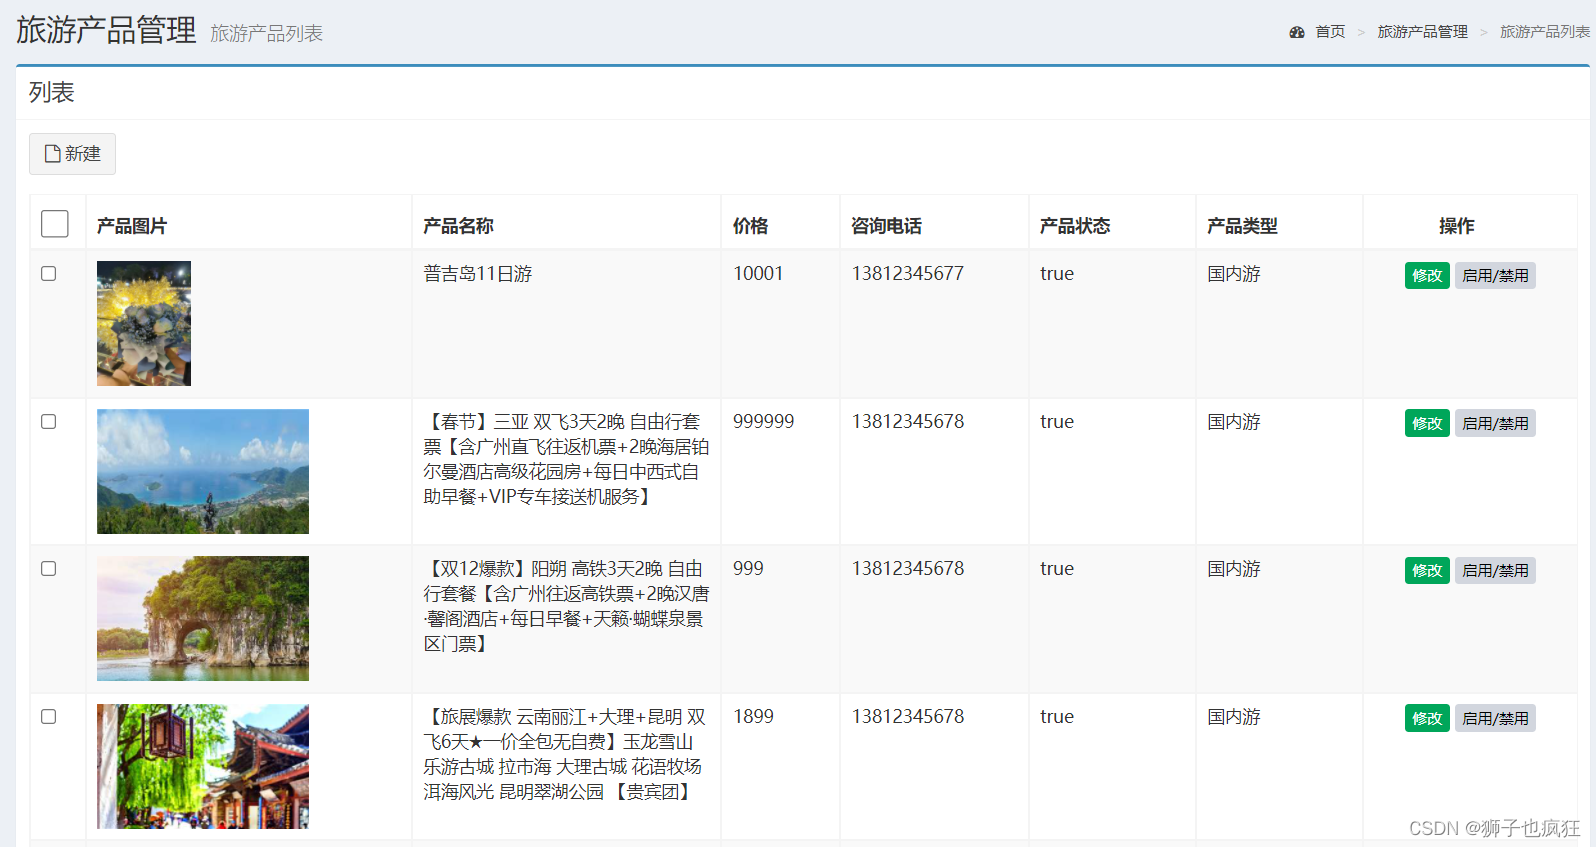 旅游产品管理 旅游产品列表
首页 > 旅游产品管理 > 旅游产品列表
列表
新建
产品图片 产品名称 价格 咨询电话 产品状态 产品类型 操作
普吉岛11日游 10001 13812345677 true 国内游 修改 启用/禁用
【春节】三亚 双飞3天2晚 自由行套 999999 13812345678 true 国内游 修改 启用/禁用
票【含广州直飞往返机票+2晚海居铂
尔曼酒店高级花园房+每日中西式自
助早餐+VIP专车接送机服务】
【双12爆款】阳朔 高铁3天2晚 自由 999 13812345678 true 国内游 修改 启用/禁用
行套餐【含广州往返高铁票+2晚汉唐
·馨阁酒店+每日早餐+天籁·蝴蝶泉景
区门票】
【旅展爆款 云南丽江+大理+昆明 双 1899 13812345678 true 国内游 修改 启用/禁用
飞6天★一价全包无自费】玉龙雪山
乐游古城 拉市海 大理古城 花语牧场
洱海风光 昆明翠湖公园 【贵宾团】
CSDN @狮子也疯狂